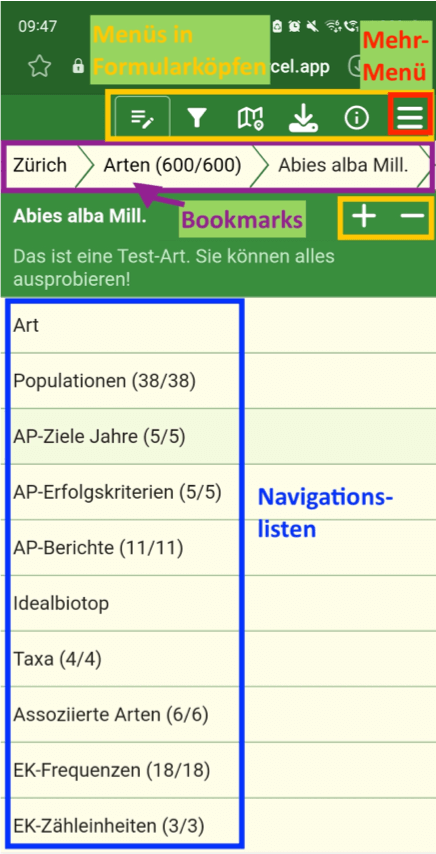 09:47
Menüs in
Formularköpfen
cel.app
Mehr-
Menü
Zürich
Arten (600/600)
Abies alba Mill.
Abies alba Mill.
Bookmarks
Das ist eine Test-Art. Sie können alles
ausprobieren!
Art
Populationen (38/38)
AP-Ziele Jahre (5/5)
AP-Erfolgskriterien (5/5)
AP-Berichte (11/11)
Navigations-
listen
Idealbiotop
Taxa (4/4)
Assoziierte Arten (6/6)
EK-Frequenzen (18/18)
EK-Zähleinheiten (3/3)